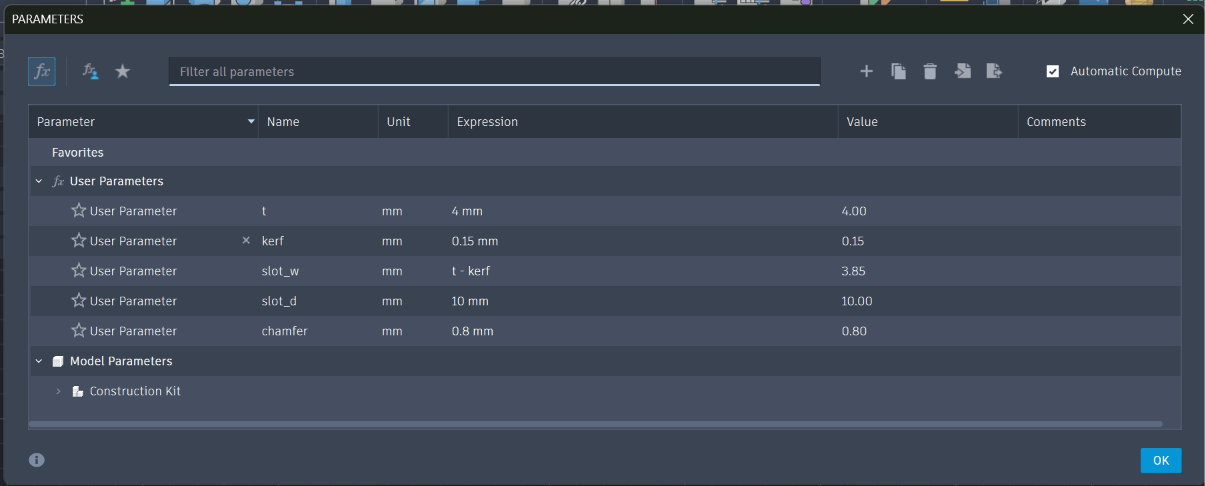 PARAMETERS
fx Filter all parameters Automatic Compute
Parameter Name Unit Expression Value Comments
Favorites
fx User Parameters
User Parameter t mm 4 mm 4.00
User Parameter kerf mm 0.15 mm 0.15
User Parameter slot_w mm t - kerf 3.85
User Parameter slot_d mm 10 mm 10.00
User Parameter chamfer mm 0.8 mm 0.80
Model Parameters
Construction Kit
OK